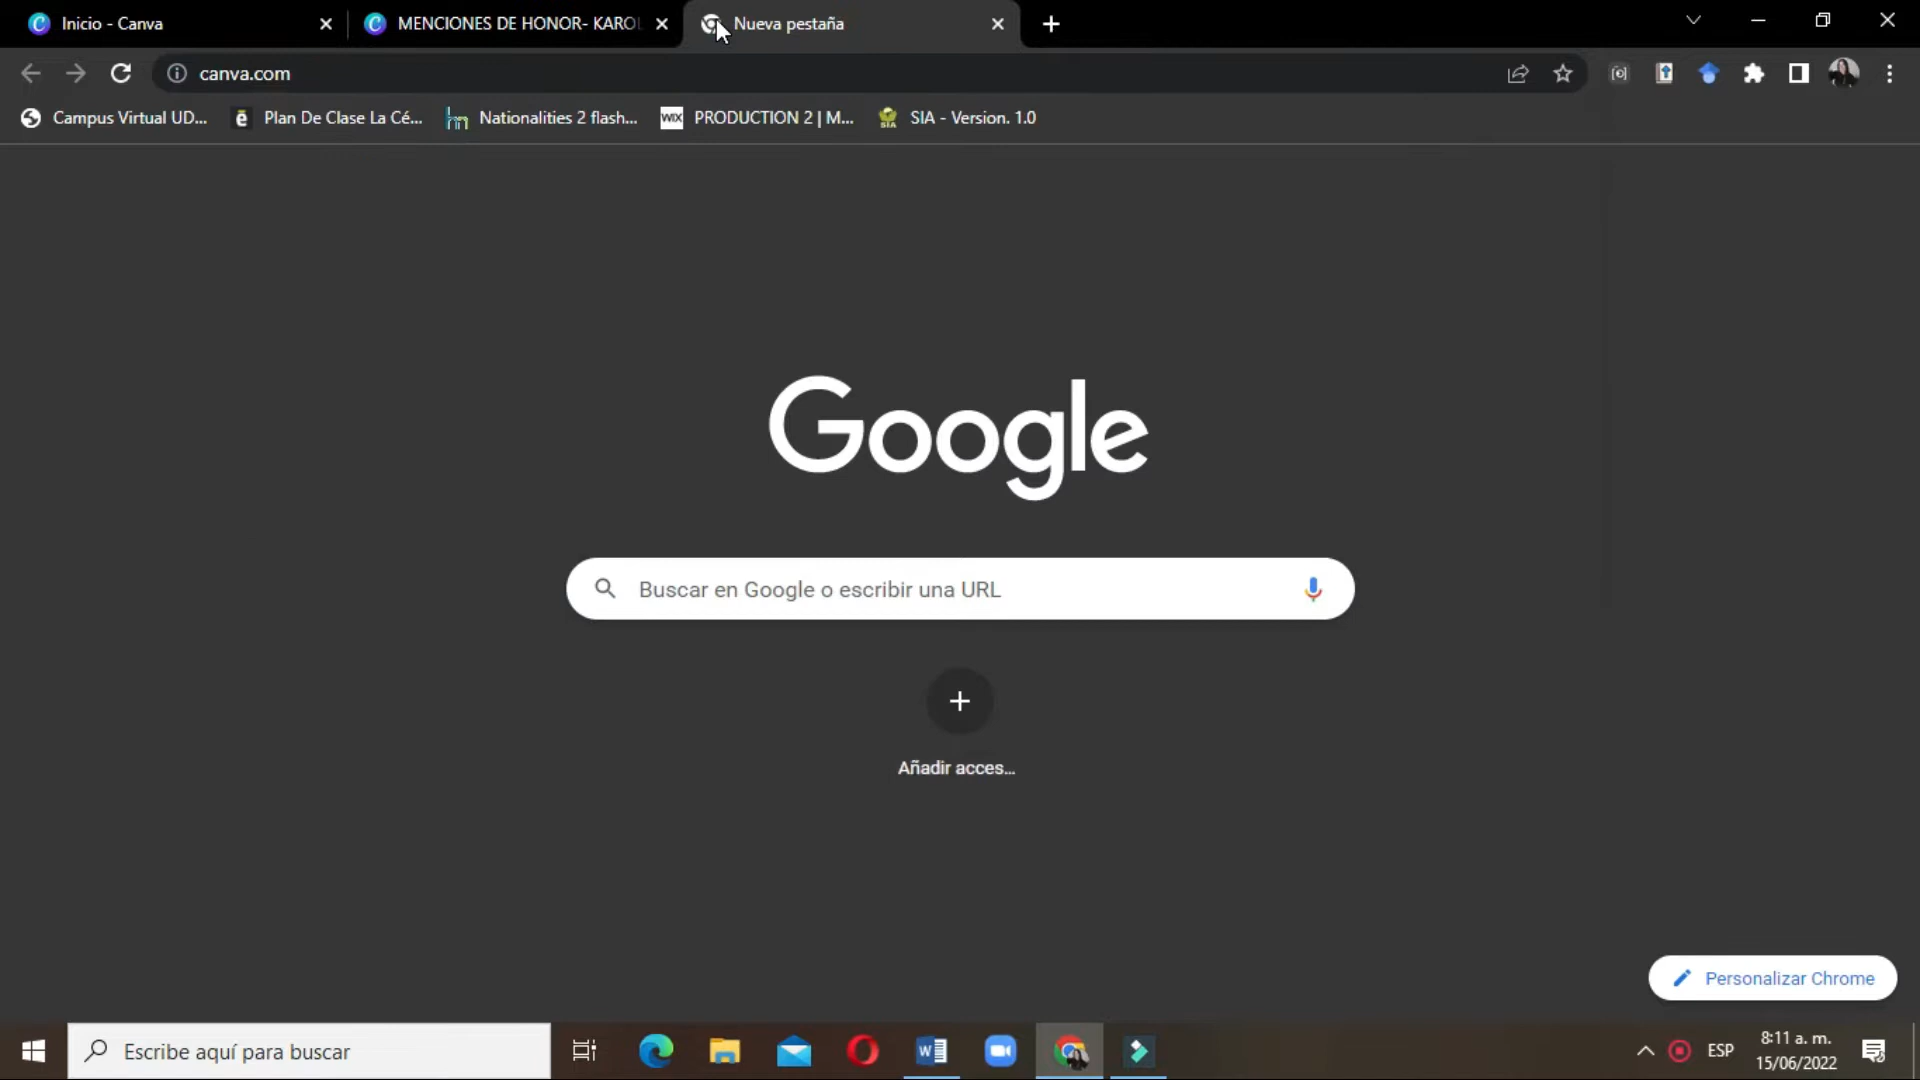 Inicio - Canva
MENCIONES DE HONOR- KAROL
Nueva pestaña
canva.com
Campus Virtual UD...
Plan De Clase La Cé...
Nationalities 2 flash...
WIX PRODUCTION 2 | M...
SIA - Version. 1.0
Google
Buscar en Google o escribir una URL
Añadir acces...
Personalizar Chrome
Escribe aquí para buscar
ESP
8:11 a. m.
15/06/2022